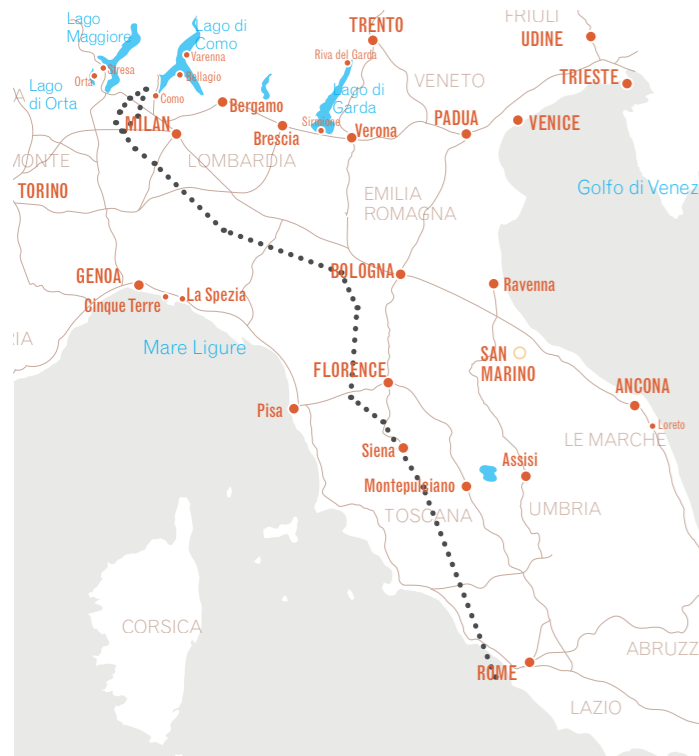 FRIULI
Lago
Maggiore
Lago di
Como
TRENTO
UDINE
Varenna
Riva del Garda
Stresa
Orta
Bellagio
VENETO
TRIESTE
Lago
di Orta
Como
Bergamo
Lago di
Garda
MILAN
Brescia
Sirmione
Verona
PADUA
VENICE
MONTE
LOMBARDIA
TORINO
EMILIA
ROMAGNA
Golfo di Venez
GENOA
BOLOGNA
Ravenna
Cinque Terre
La Spezia
RIA
Mare Ligure
SAN
MARINO
FLORENCE
ANCONA
Pisa
Loreto
LE MARCHE
Siena
Assisi
Montepulciano
TOSCANA
UMBRIA
CORSICA
ABRUZZ
ROME
LAZIO